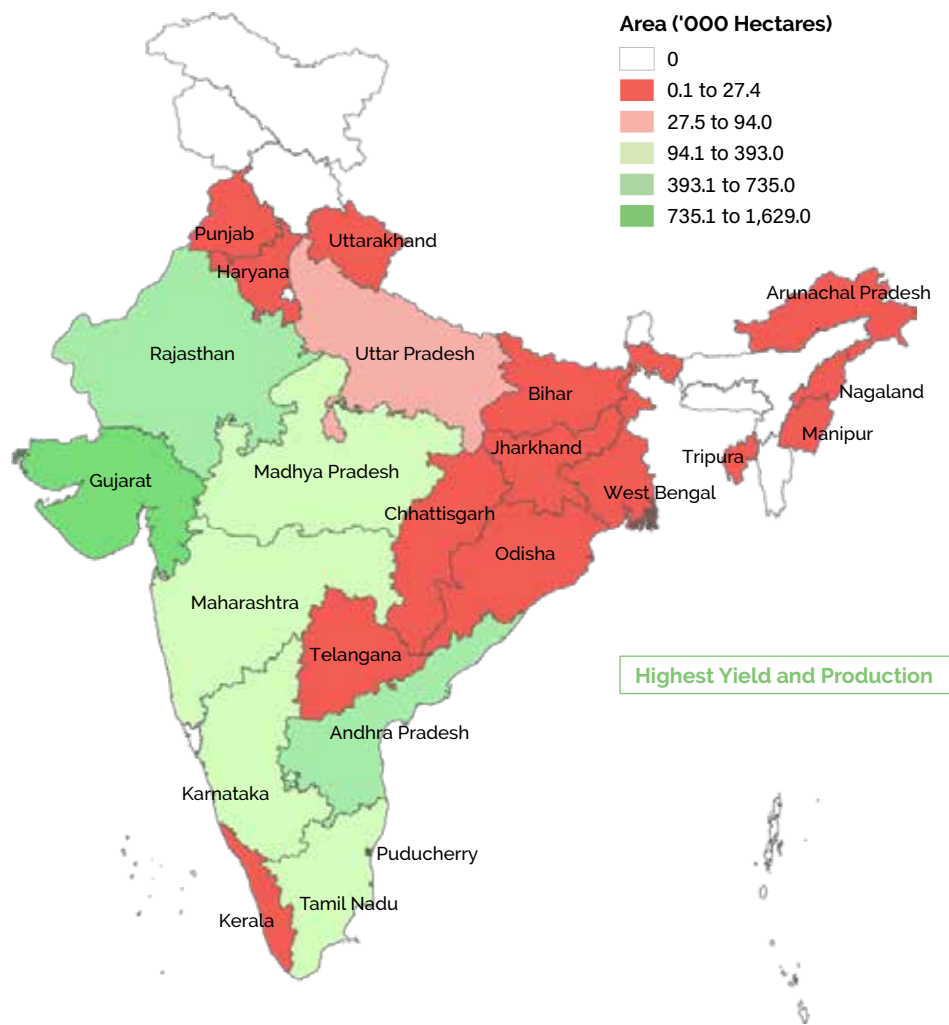 Area ('000 Hectares)
0
0.1 to 27.4
27.5 to 94.0
94.1 to 393.0
393.1 to 735.0
735.1 to 1,629.0
Punjab
Uttarakhand
Haryana
Arunachal Pradesh
Rajasthan
Uttar Pradesh
Bihar
Nagaland
Manipur
Jharkhand
Tripura
Madhya Pradesh
Gujarat
West Bengal
Chhattisgarh
Odisha
Maharashtra
Telangana
Highest Yield and Production
Andhra Pradesh
Karnataka
Puducherry
Tamil Nadu
Kerala